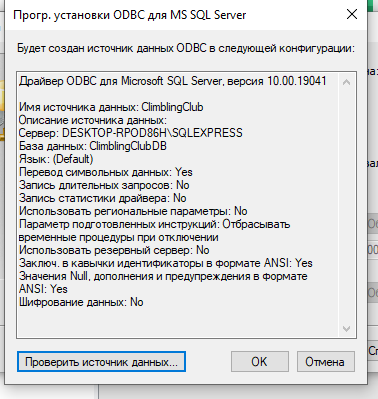 Прогр. установки ODBC для MS SQL Server
Будет создан источник данных ODBC в следующей конфигурации:
Драйвер ODBC для Microsoft SQL Server, версия 10.00.19041
Имя источника данных: ClimblingClub
Описание источника данных:
Сервер: DESKTOP-RPOD86H\SQLEXPRESS
База данных: ClimblingClubDB
Язык: (Default)
Перевод символьных данных: Yes
Запись длительных запросов: No
Запись статистики драйвера: No
Использовать региональные параметры: No
Параметр подготовленных инструкций: Отбрасывать
временные процедуры при отключении
Использовать резервный сервер: No
Заключ. в кавычки идентификаторы в формате ANSI: Yes
Значения Null, дополнения и предупреждения в формате
ANSI: Yes
Шифрование данных: No
Проверить источник данных...
OK
Отмена